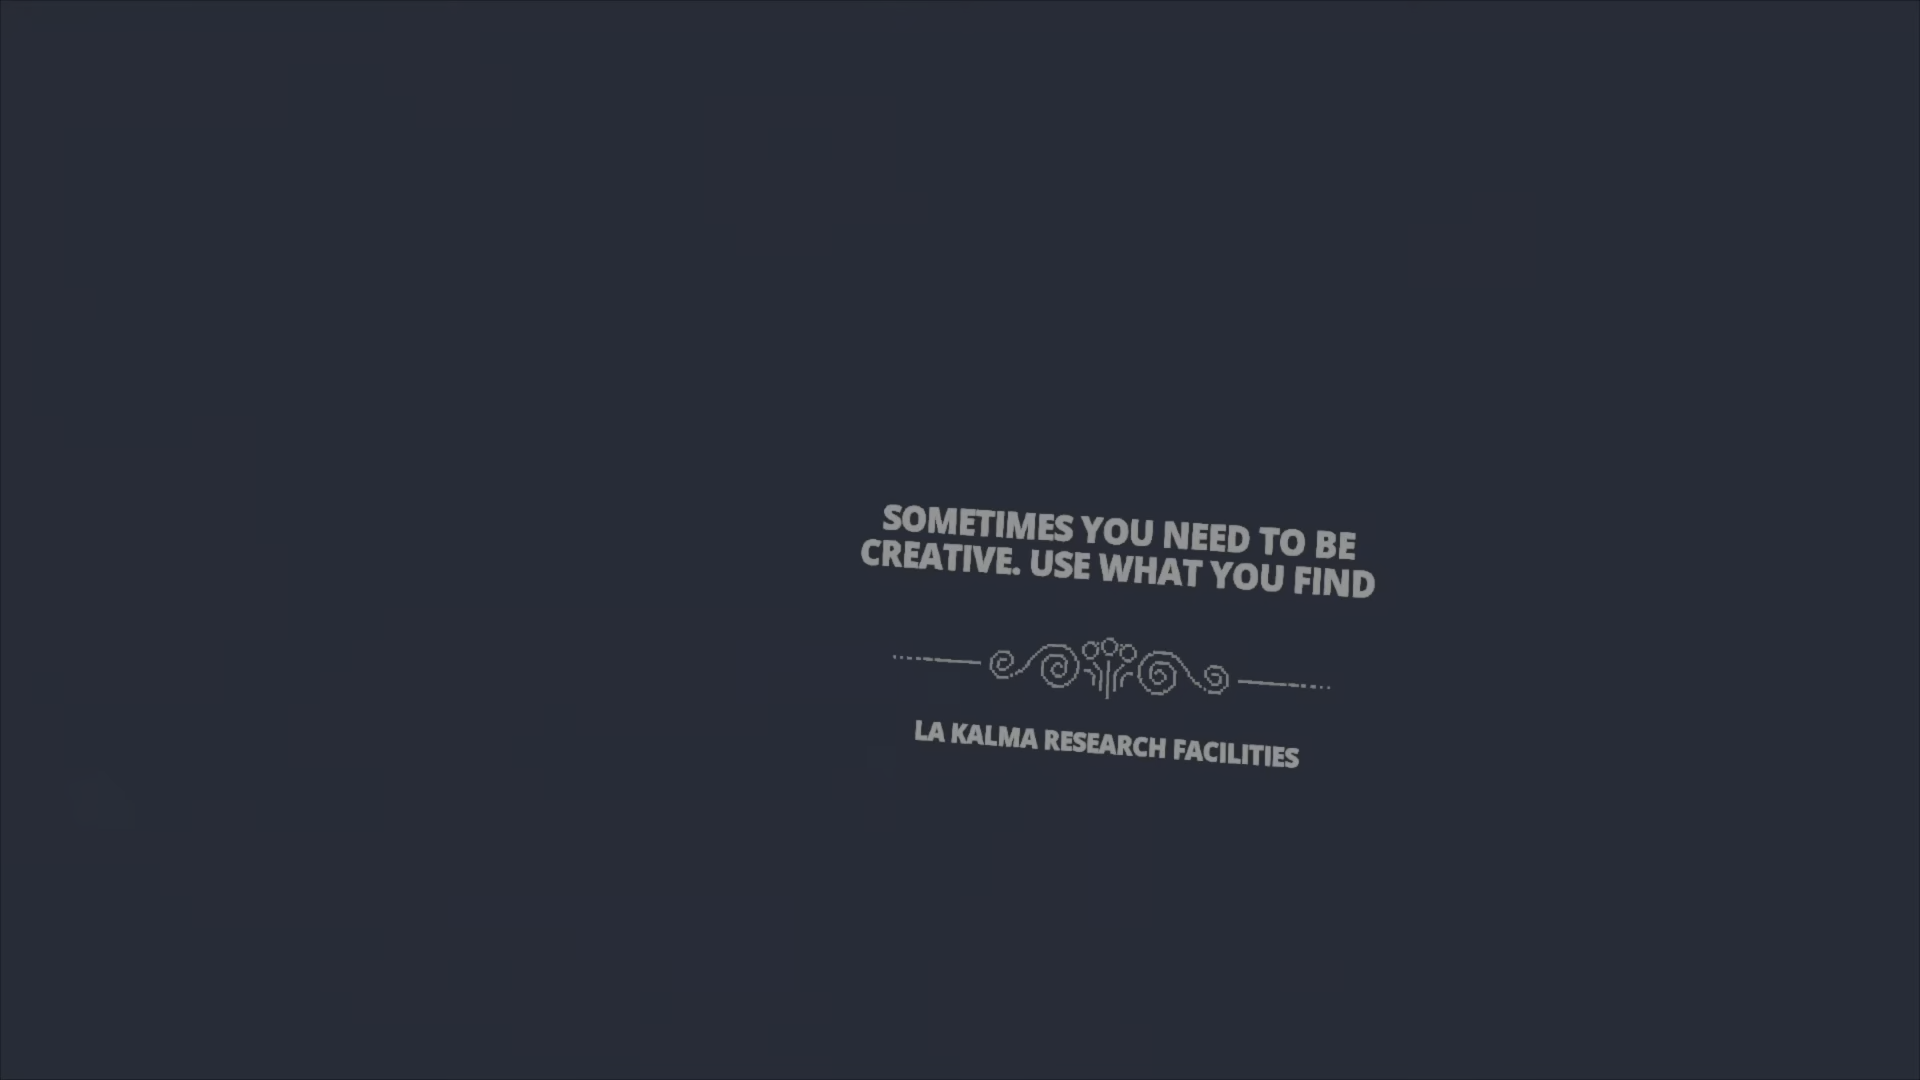 SOMETIMES YOU NEED TO BE
CREATIVE. USE WHAT YOU FIND
LA KALMA RESEARCH FACILITIES